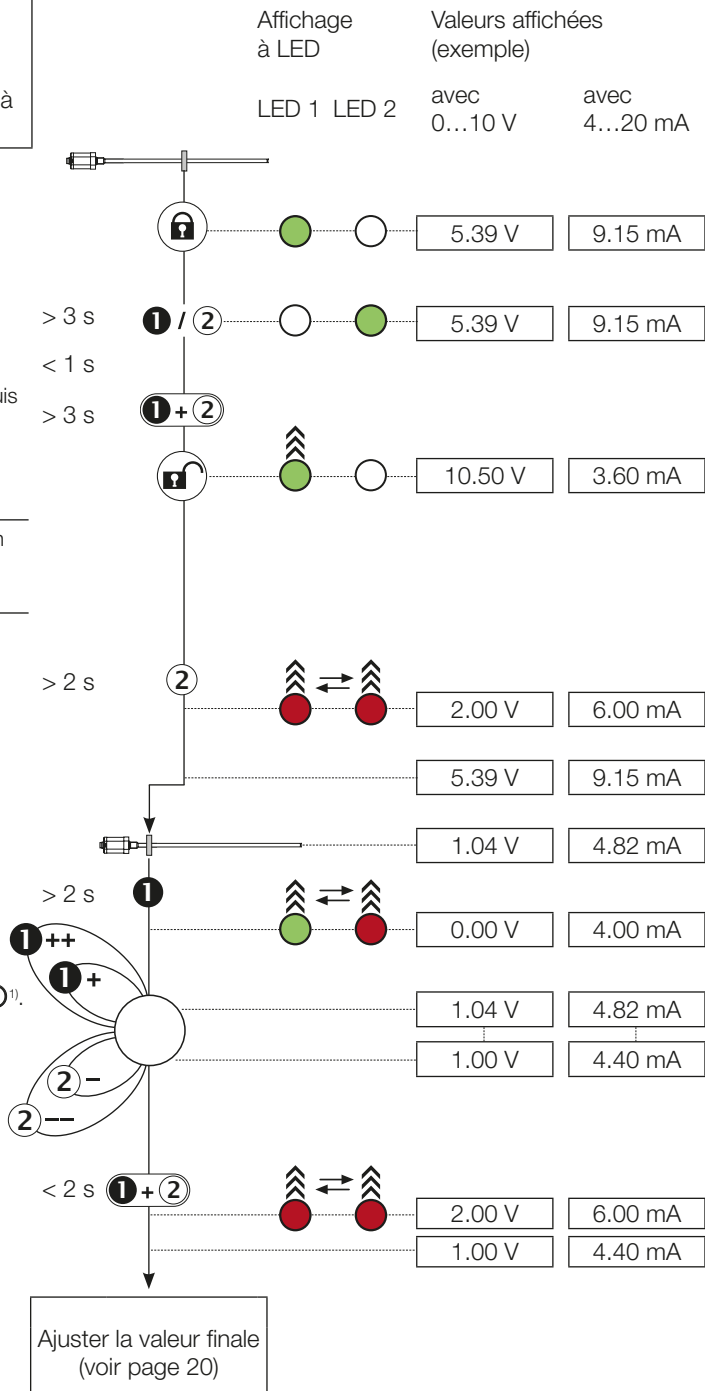 Affichage
à LED
Valeurs affichées
(exemple)
LED 1 LED 2
avec
0…10 V
avec
4…20 mA
à
5.39 V 9.15 mA
> 3 s 1 / 2 5.39 V 9.15 mA
< 1 s
uis
> 3 s 1 + 2
10.50 V 3.60 mA
n
> 2 s 2
2.00 V 6.00 mA
5.39 V 9.15 mA
1.04 V 4.82 mA
> 2 s 1
0.00 V 4.00 mA
1 ++
1 +
1).
1.04 V 4.82 mA
1.00 V 4.40 mA
2 –
2 ––
< 2 s 1 + 2
2.00 V 6.00 mA
1.00 V 4.40 mA
Ajuster la valeur finale
(voir page 20)